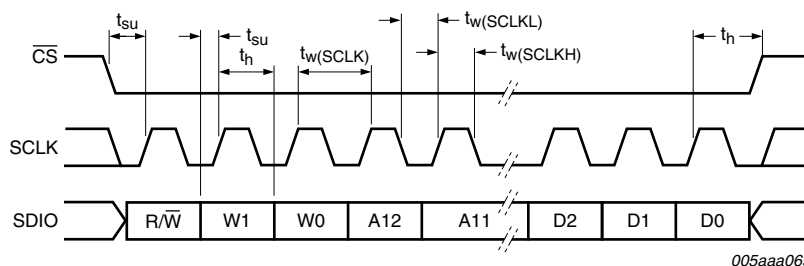 tsu
tsu
th
tw(SCLK)
tw(SCLKL)
tw(SCLKH)
th
CS
SCLK
SDIO
R/W
W1
W0
A12
A11
D2
D1
D0